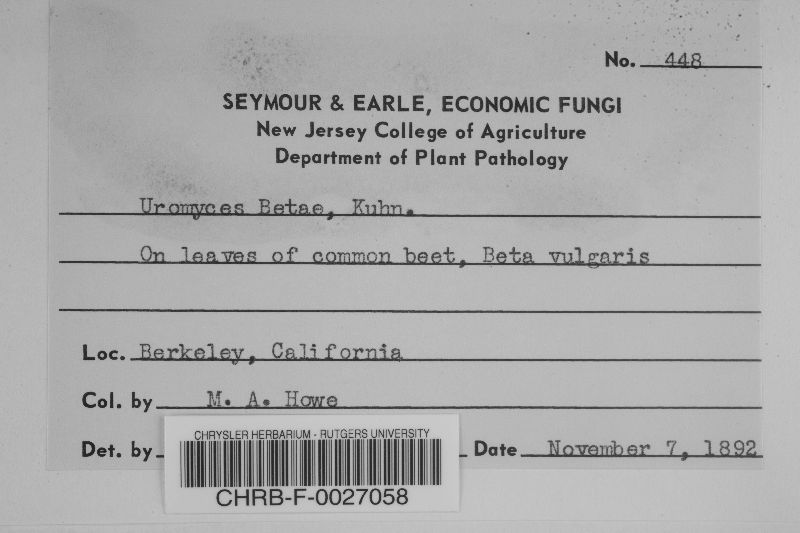 No. 448
SEYMOUR & EARLE, ECONOMIC FUNGI
New Jersey College of Agriculture
Department of Plant Pathology
Uromyces Betae, Kuhn.
On leaves of common beet, Beta vulgaris
Loc. Berkeley, California
Col. by M. A. Howe
Det. by Date November 7, 1892
CHRYSLER HERBARIUM - RUTGERS UNIVERSITY
CHRB-F-0027058